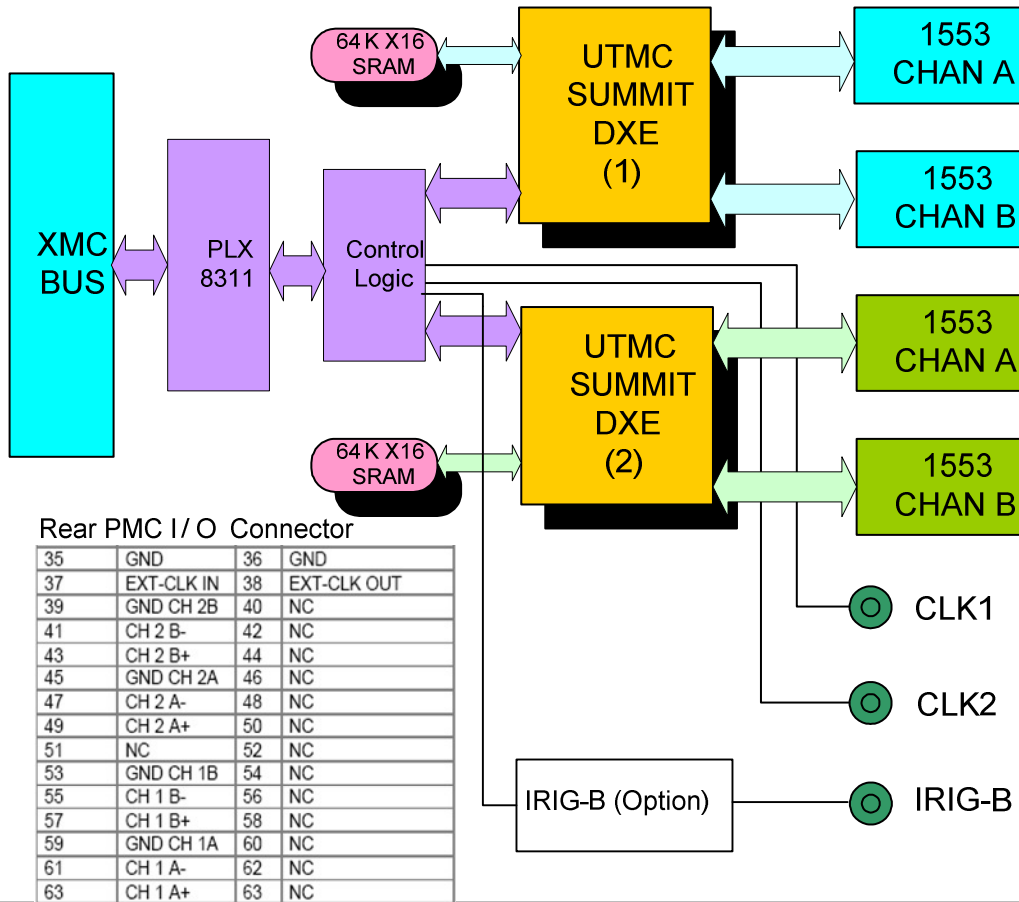 64 K X16
SRAM
UTMC
SUMMIT
DXE
(1)
1553
CHAN A
1553
CHAN B
XMC
BUS
PLX
8311
Control
Logic
UTMC
SUMMIT
DXE
(2)
1553
CHAN A
1553
CHAN B
64 K X16
SRAM
Rear PMC I / O Connector
35 GND 36 GND
37 EXT-CLK IN 38 EXT-CLK OUT
39 GND CH 2B 40 NC
41 CH 2 B- 42 NC
43 CH 2 B+ 44 NC
45 GND CH 2A 46 NC
47 CH 2 A- 48 NC
49 CH 2 A+ 50 NC
51 NC 52 NC
53 GND CH 1B 54 NC
55 CH 1 B- 56 NC
57 CH 1 B+ 58 NC
59 GND CH 1A 60 NC
61 CH 1 A- 62 NC
63 CH 1 A+ 63 NC
CLK1
CLK2
IRIG-B (Option)
IRIG-B